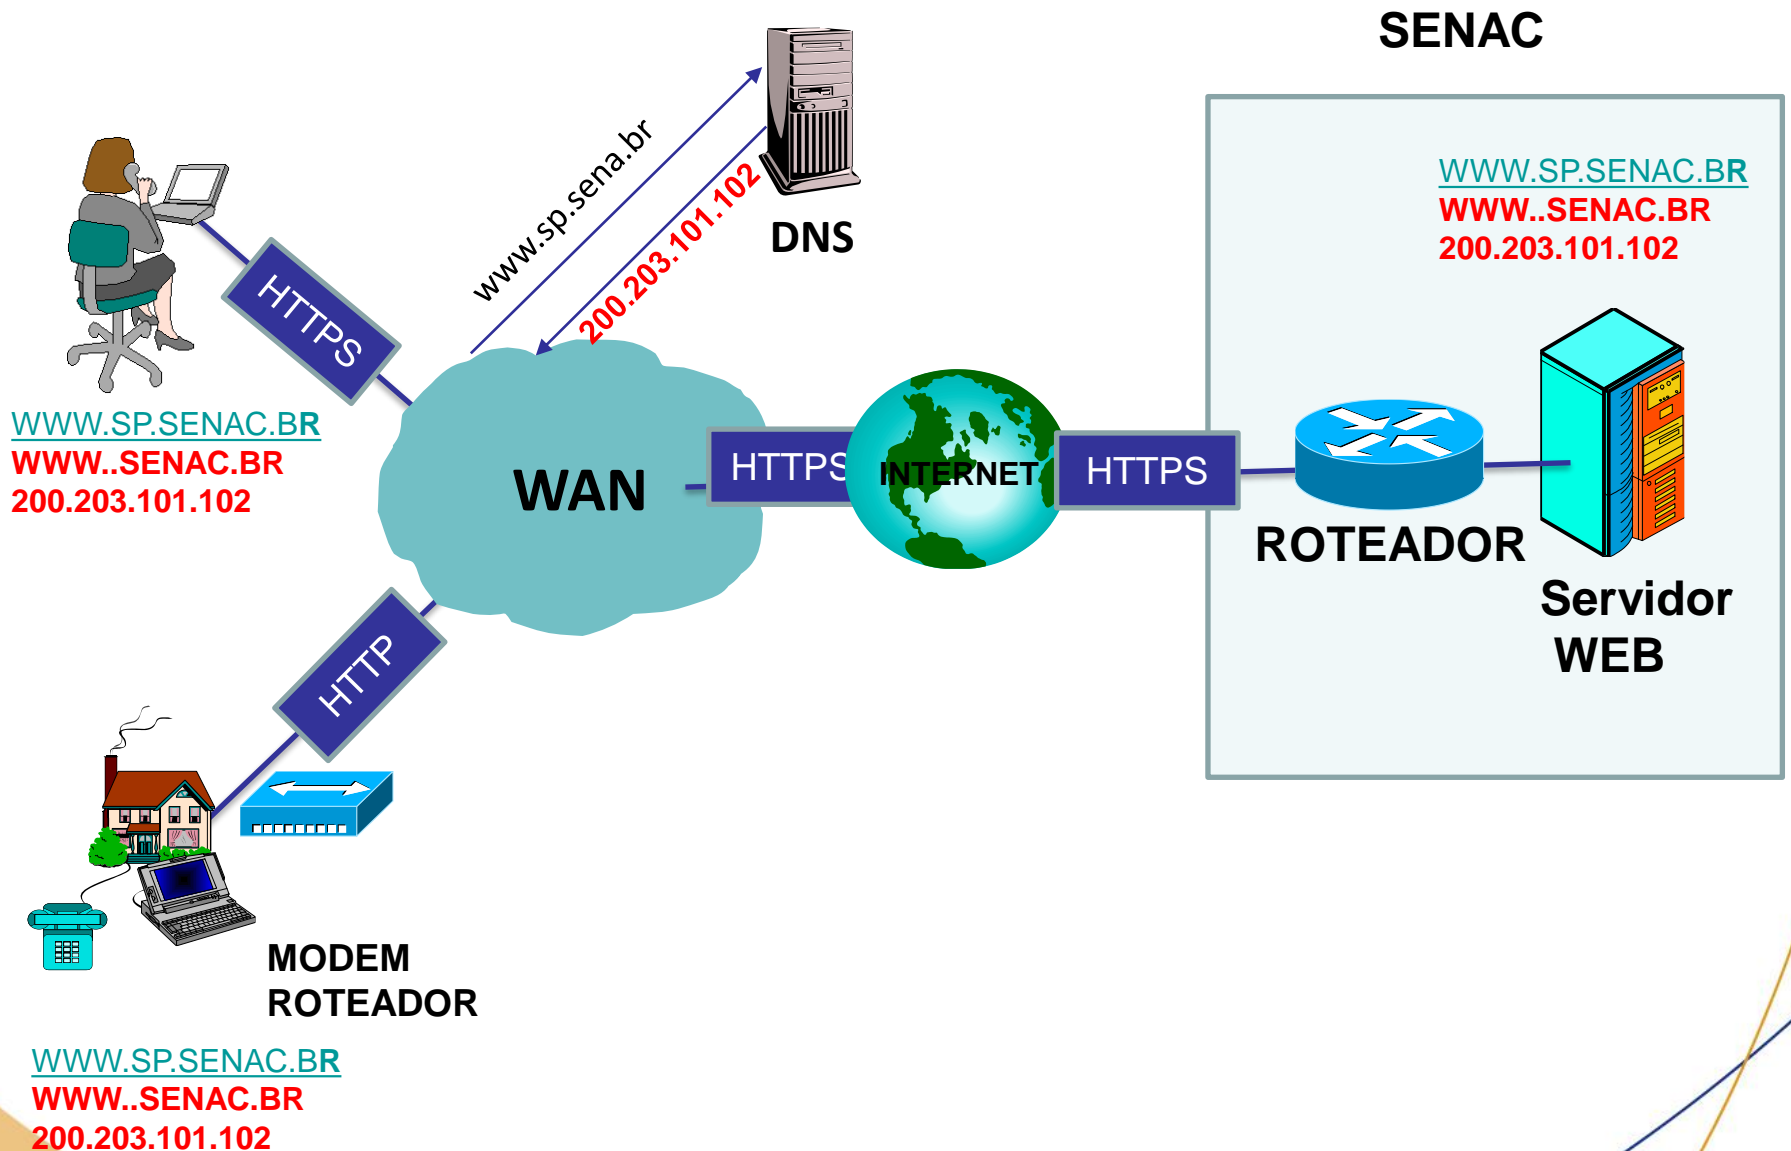 SENAC
www.sp.sena.br
200.203.101.102
DNS
WWW.SP.SENAC.BR
WWW..SENAC.BR
200.203.101.102
HTTPS
WWW.SP.SENAC.BR
WWW..SENAC.BR
200.203.101.102
WAN
HTTPS
INTERNET
HTTPS
ROTEADOR
Servidor
WEB
HTTP
MODEM
ROTEADOR
WWW.SP.SENAC.BR
WWW..SENAC.BR
200.203.101.102